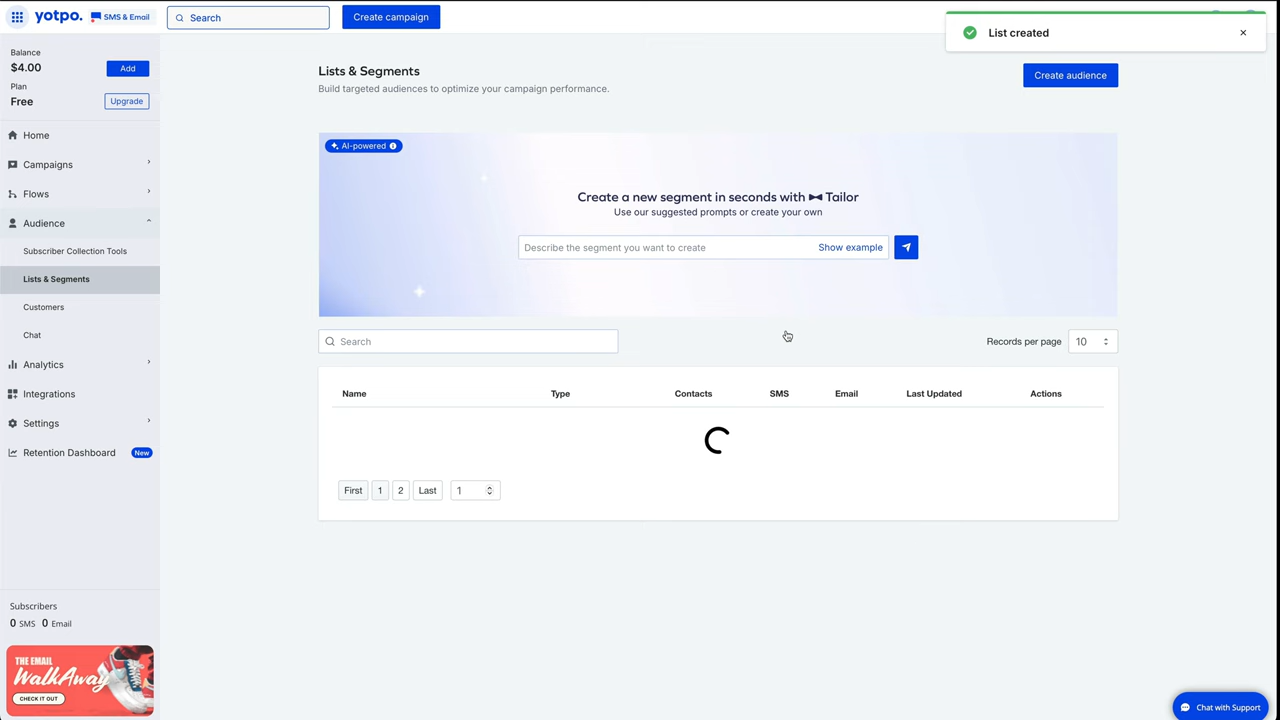 yotpo. SMS & Email
Search
Create campaign
List created
Balance
$4.00
Add
Plan
Free
Upgrade
Home
Campaigns
Flows
Audience
Subscriber Collection Tools
Lists & Segments
Customers
Chat
Analytics
Integrations
Settings
Retention Dashboard New
Subscribers
0 SMS 0 Email
THE EMAIL
WalkAway
CHECK IT OUT
Lists & Segments
Build targeted audiences to optimize your campaign performance.
Create audience
AI-powered
Create a new segment in seconds with Tailor
Use our suggested prompts or create your own
Describe the segment you want to create Show example
Search
Records per page 10
Name Type Contacts SMS Email Last Updated Actions
First 1 2 Last 1
Chat with Support